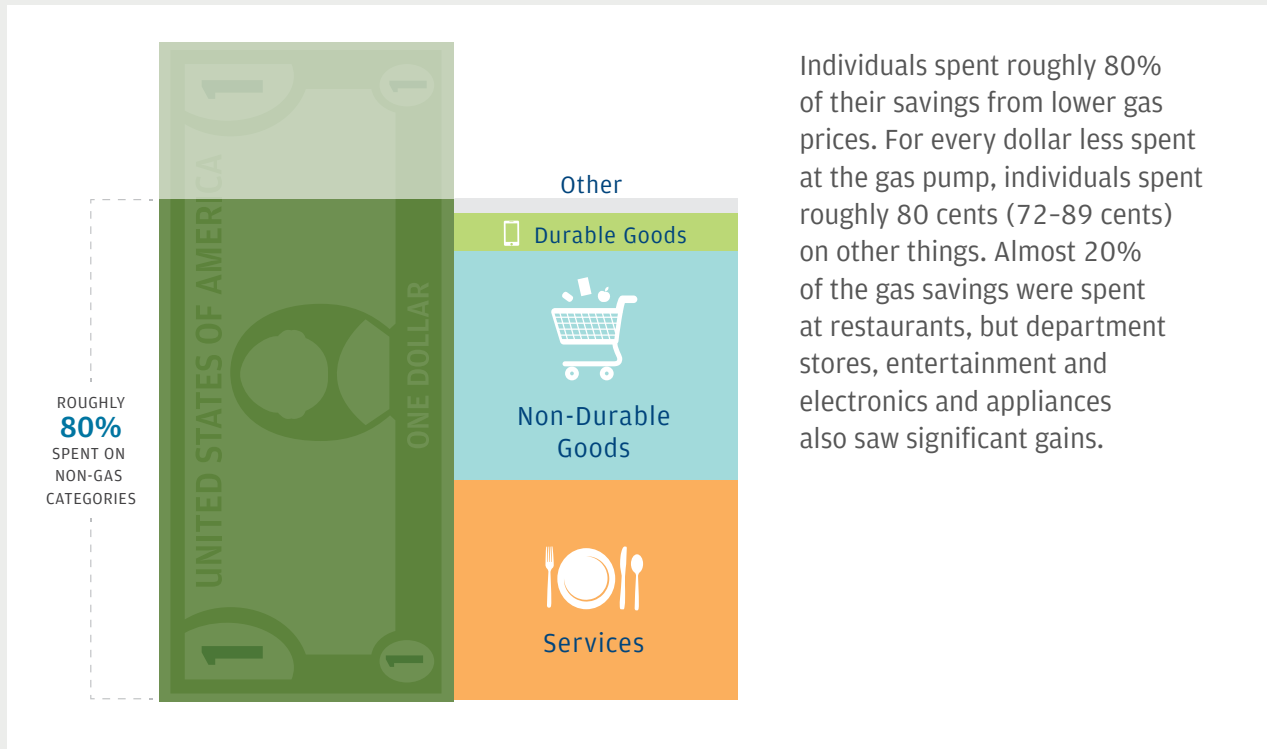 1
1
UNITED STATES OF AMERICA
ONE DOLLAR
1
1
ROUGHLY
80%
SPENT ON
NON-GAS
CATEGORIES
Other
Durable Goods
Non-Durable
Goods
Services
Individuals spent roughly 80%
of their savings from lower gas
prices. For every dollar less spent
at the gas pump, individuals spent
roughly 80 cents (72–89 cents)
on other things. Almost 20%
of the gas savings were spent
at restaurants, but department
stores, entertainment and
electronics and appliances
also saw significant gains.